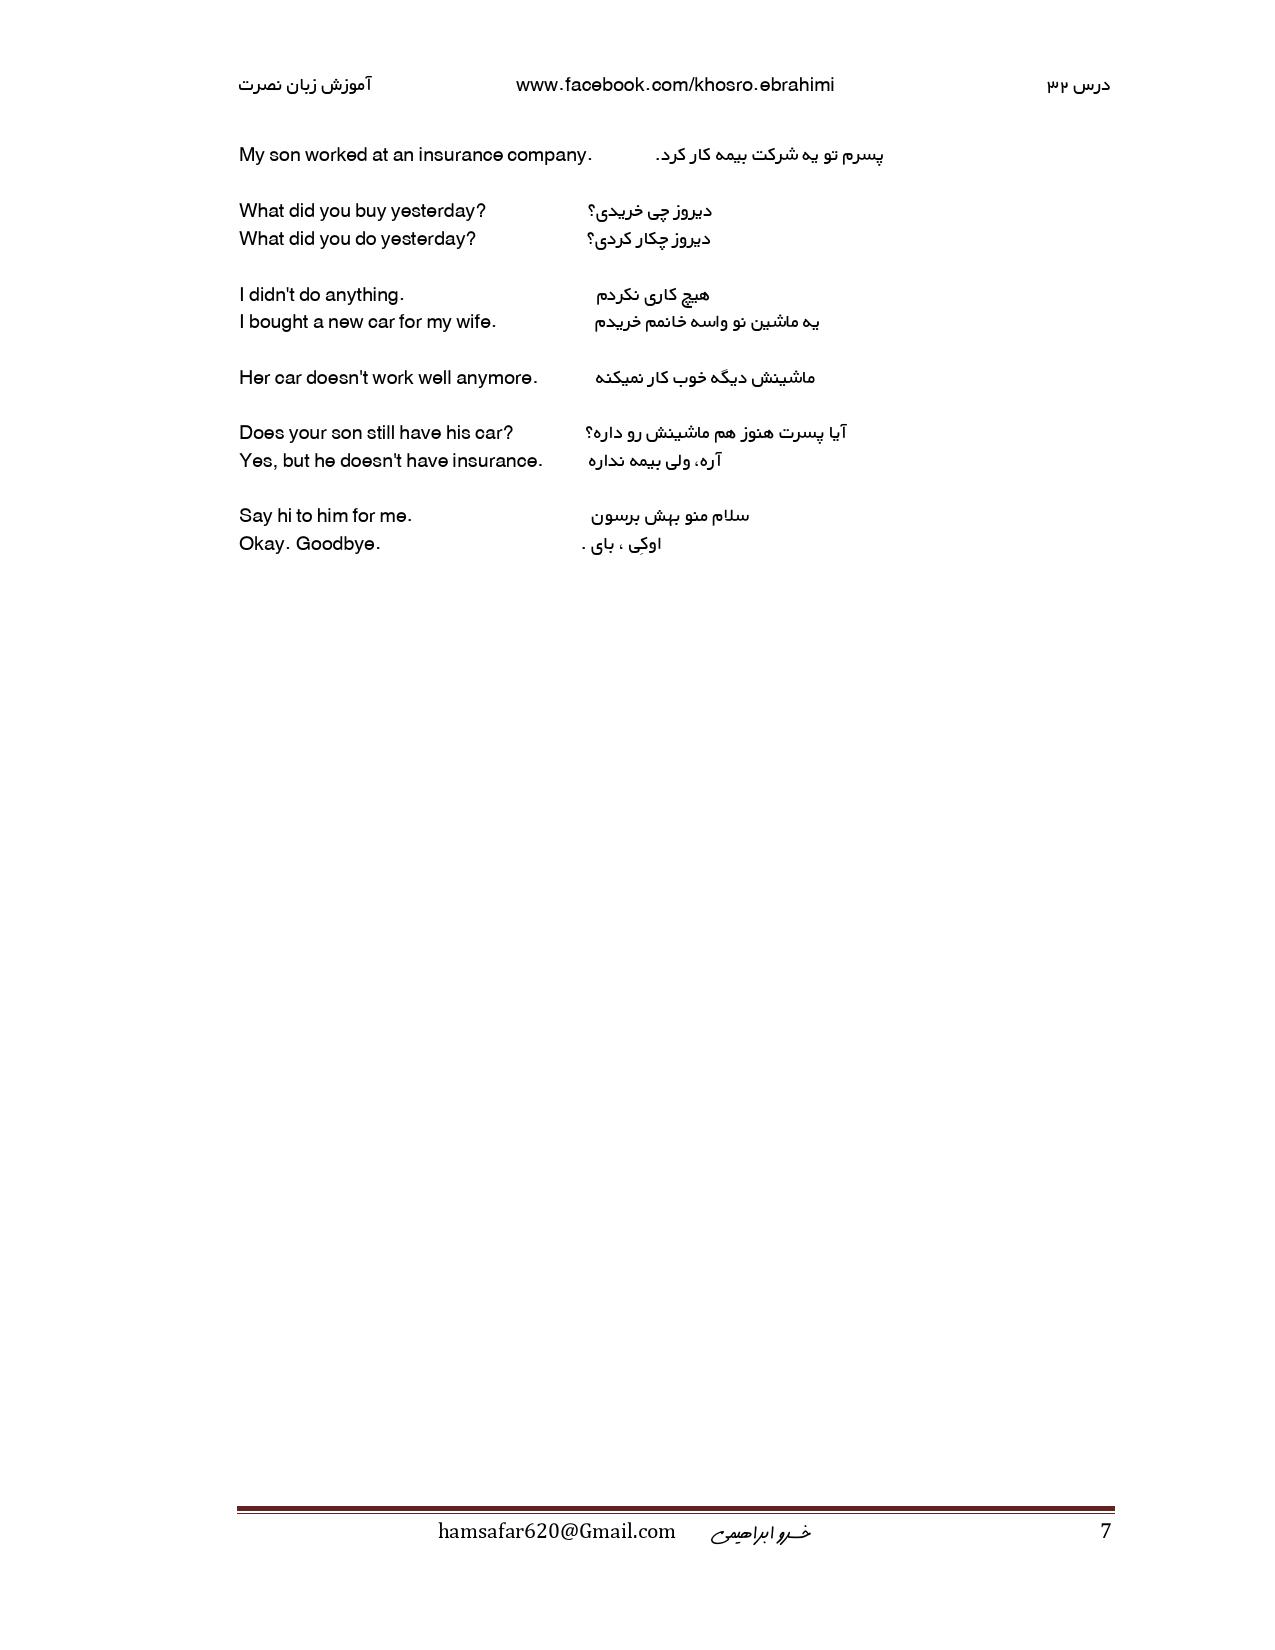 آموزش زبان نصرت www.facebook.com/khosro.ebrahimi درس ۳۲
My son worked at an insurance company. پسرم تو یه شرکت بیمه کار کرد.
What did you buy yesterday? دیروز چی خریدی؟
What did you do yesterday? دیروز چکار کردی؟
I didn't do anything. هیچ کاری نکردم
I bought a new car for my wife. یه ماشین نو واسه خانمم خریدم
Her car doesn't work well anymore. ماشینش دیگه خوب کار نمیکنه
Does your son still have his car? آیا پسرت هنوز هم ماشینش رو داره؟
Yes, but he doesn't have insurance. آره، ولی بیمه نداره
Say hi to him for me. سلام منو بهش برسون
Okay. Goodbye. اوکِی ، بای .
hamsafar620@Gmail.com خسرو ابراهیمی 7